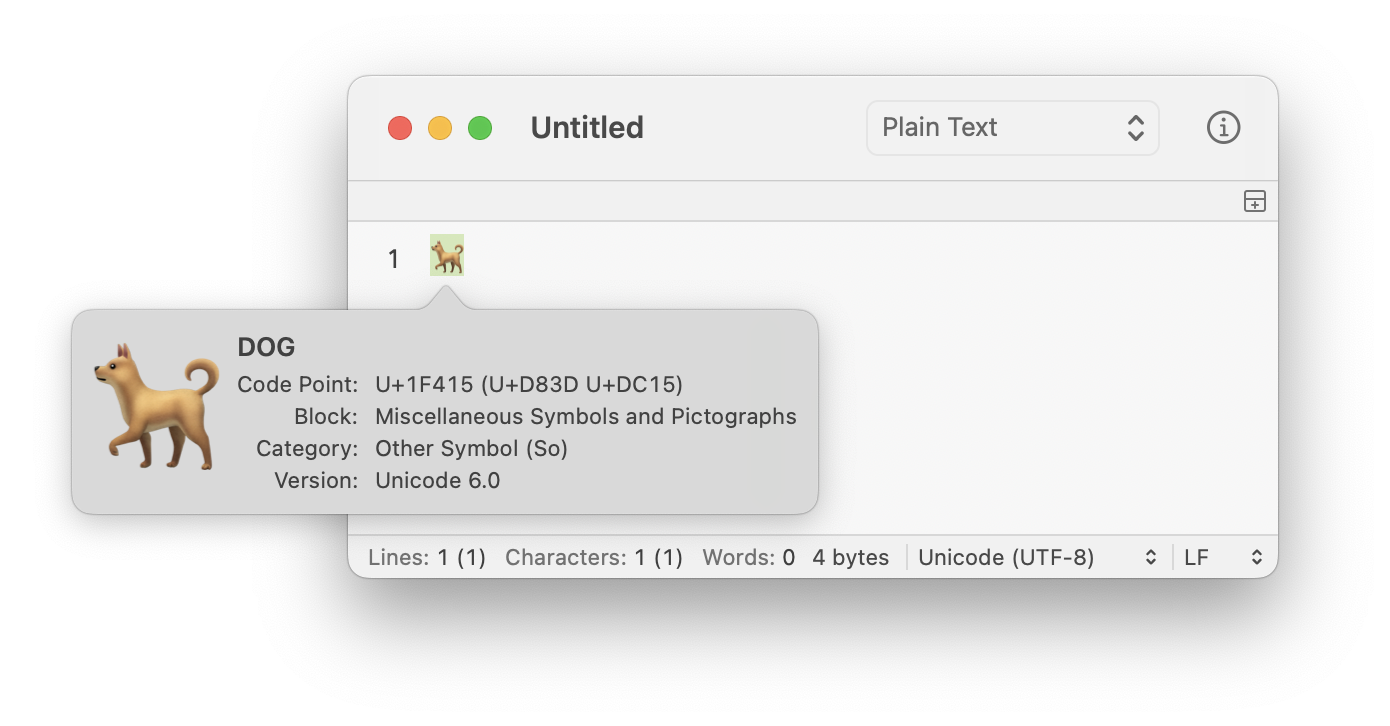 Untitled
Plain Text
1 🐕
DOG
Code Point: U+1F415 (U+D83D U+DC15)
Block: Miscellaneous Symbols and Pictographs
Category: Other Symbol (So)
Version: Unicode 6.0
Lines: 1 (1) Characters: 1 (1) Words: 0 4 bytes Unicode (UTF-8) LF